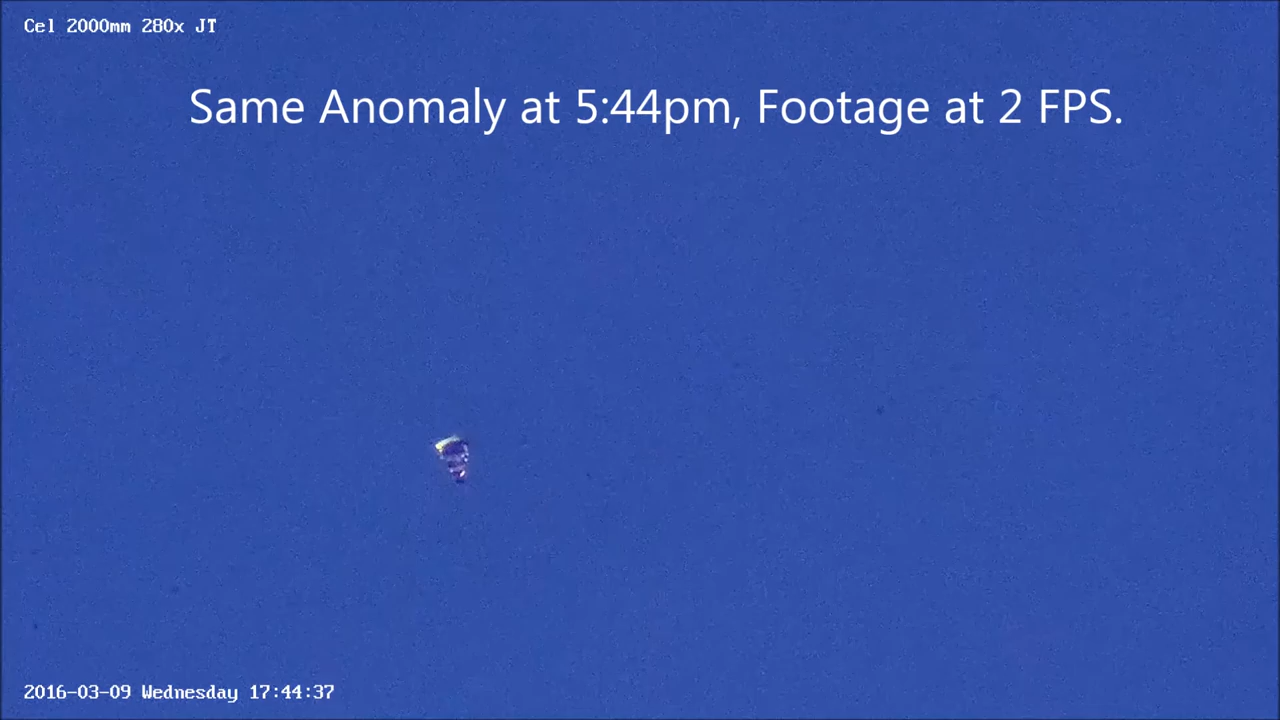 Cel 2000mm 280x JT
Same Anomaly at 5:44pm, Footage at 2 FPS.
2016-03-09 Wednesday 17:44:37